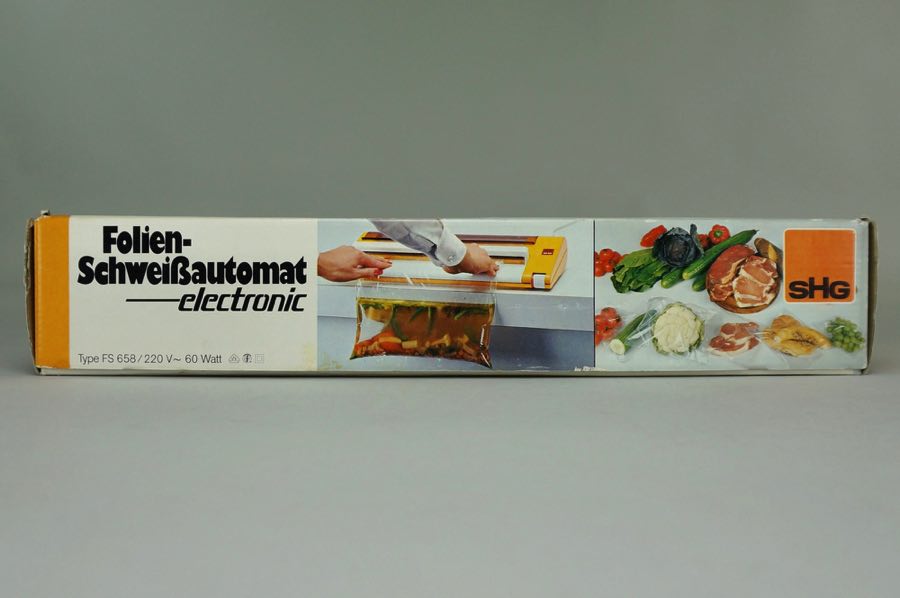 Folien-
Schweißautomat
electronic
Type FS 658/220 V~ 60 Watt
SHG